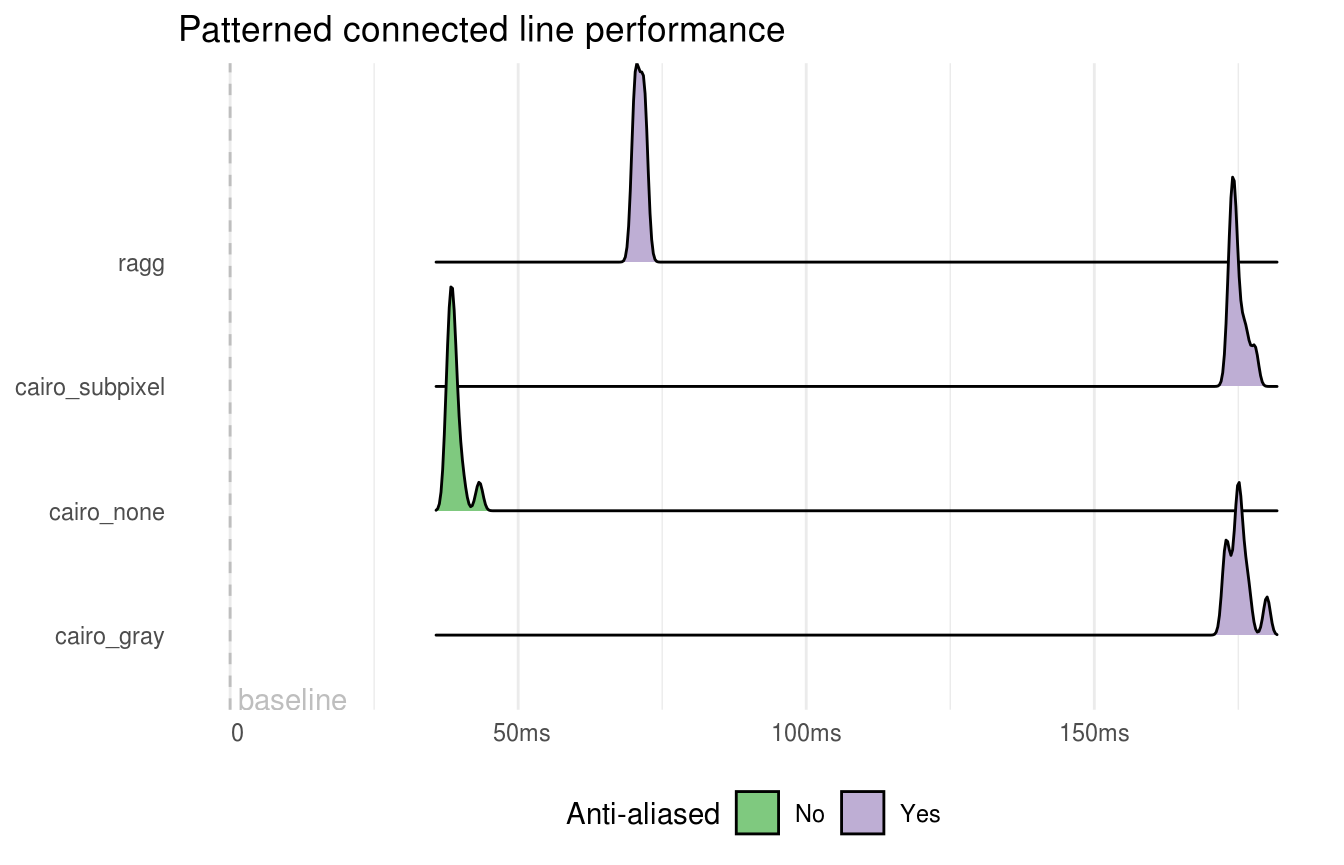 Patterned connected line performance
ragg
cairo_subpixel
cairo_none
cairo_gray
baseline
0 50ms 100ms 150ms
Anti-aliased No Yes